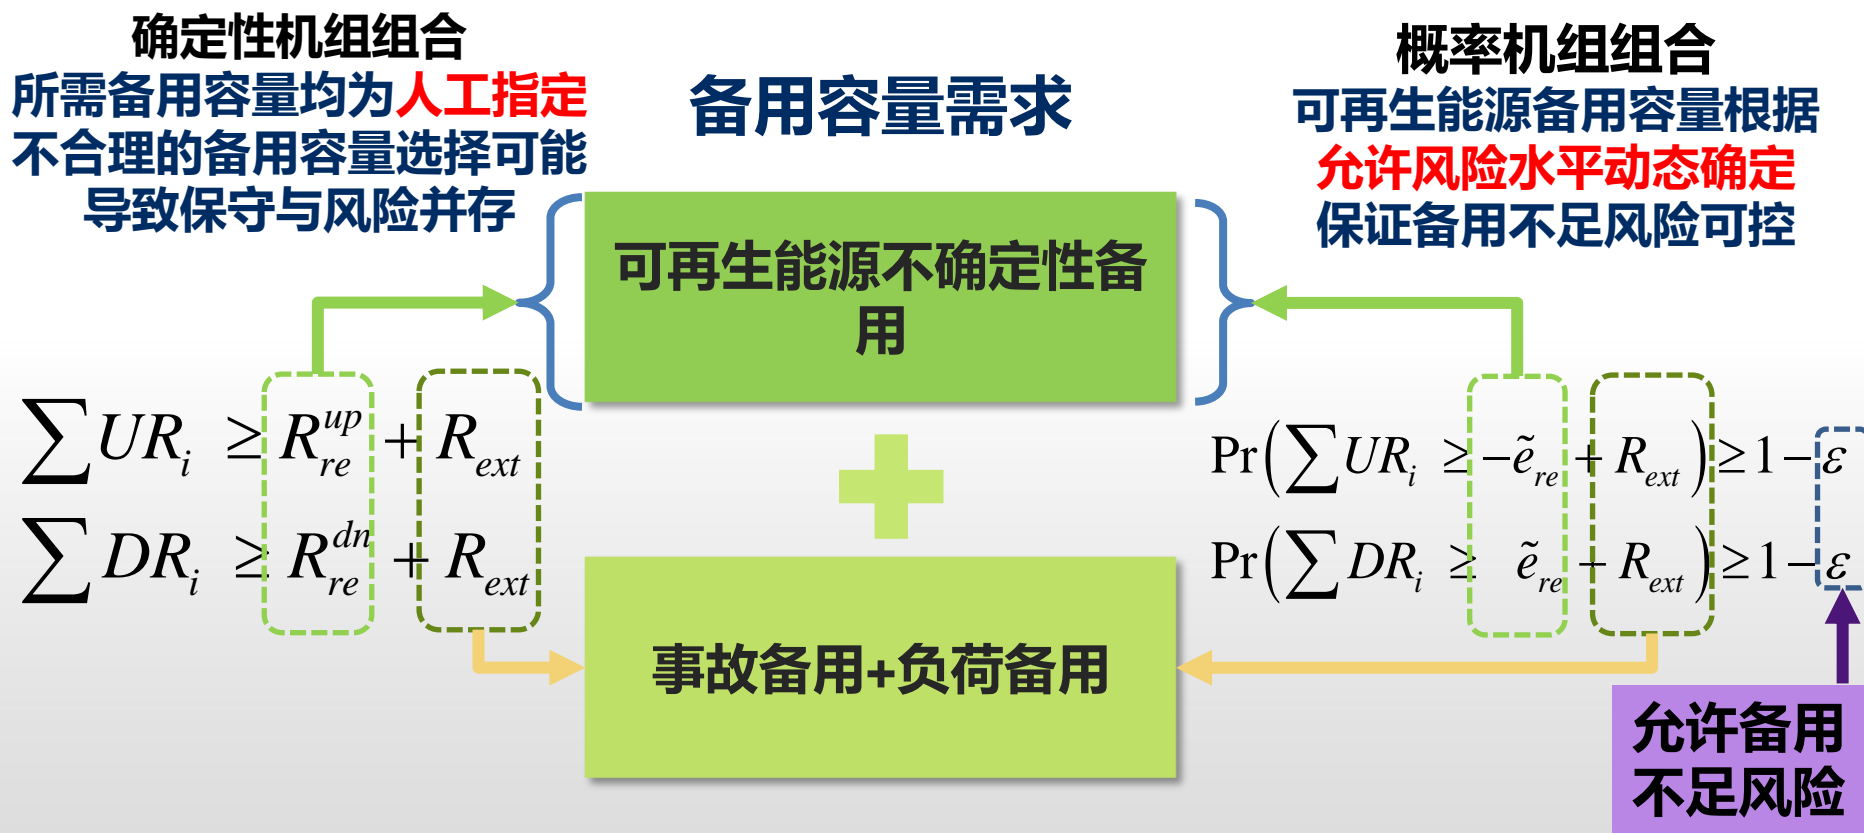 确定性机组组合
所需备用容量均为人工指定
不合理的备用容量选择可能
导致保守与风险并存
备用容量需求
概率机组组合
可再生能源备用容量根据
允许风险水平动态确定
保证备用不足风险可控
可再生能源不确定性备
用
∑UR_i ≥ R_re^up + R_ext
∑DR_i ≥ R_re^dn + R_ext
Pr(∑UR_i ≥ −ẽ_re + R_ext) ≥ 1 − ε
Pr(∑DR_i ≥ ẽ_re + R_ext) ≥ 1 − ε
事故备用+负荷备用
允许备用
不足风险